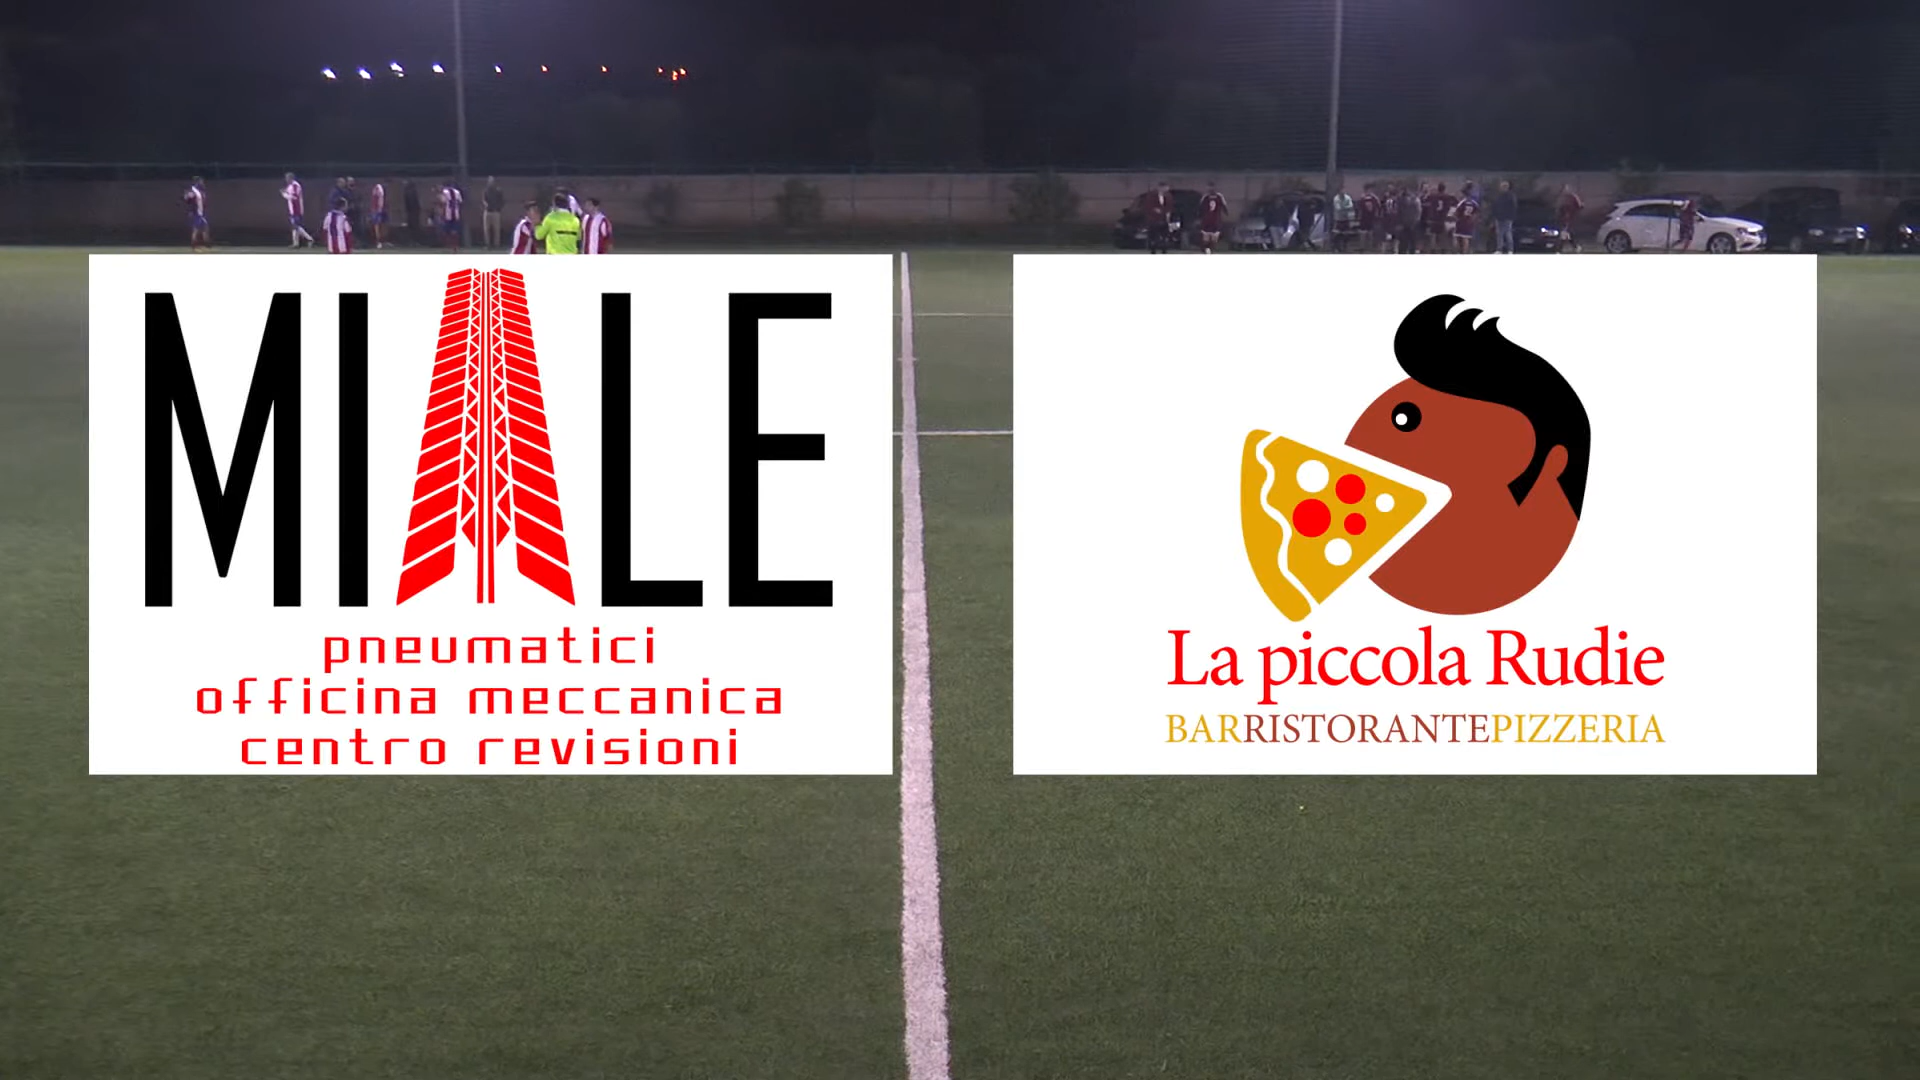 MIALE
pneumatici
officina meccanica
centro revisioni
La piccola Rudie
BARRISTORANTEPIZZERIA